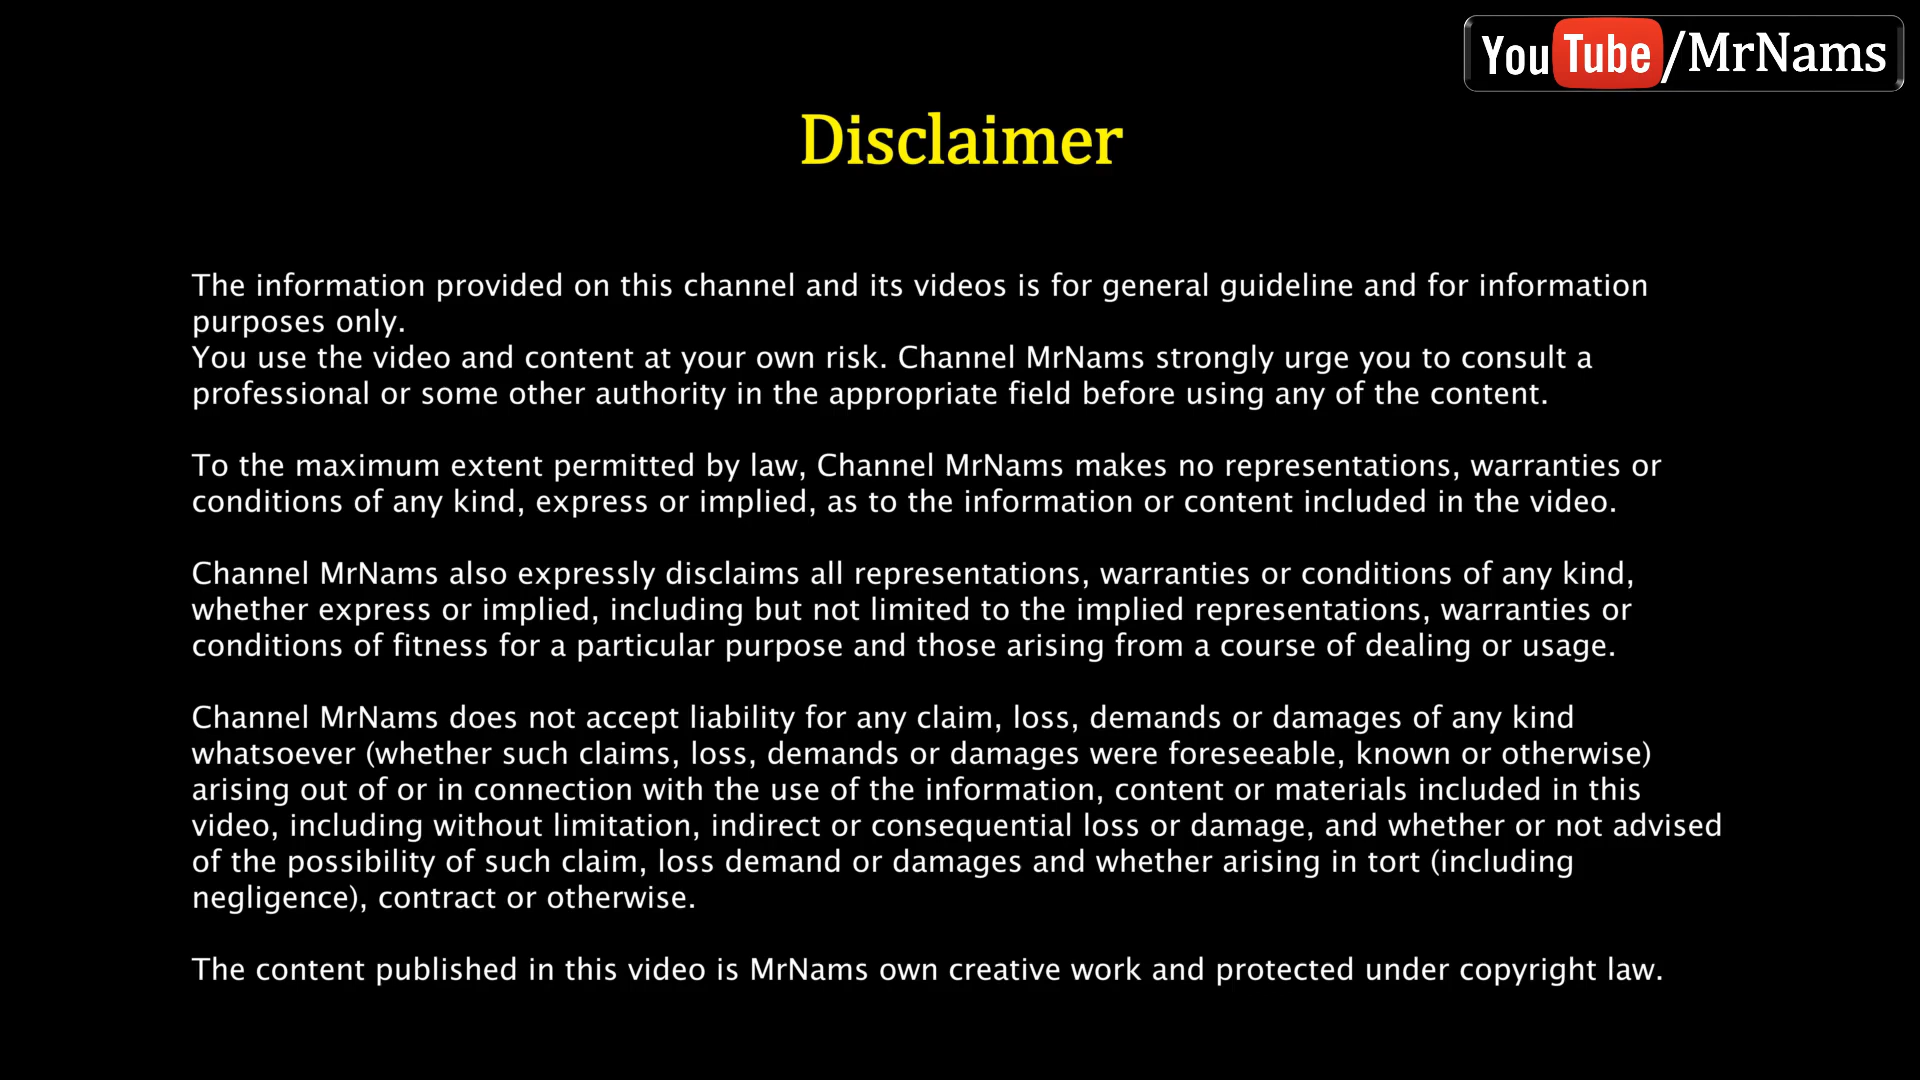 YouTube/MrNams
Disclaimer
The information provided on this channel and its videos is for general guideline and for information
purposes only.
You use the video and content at your own risk. Channel MrNams strongly urge you to consult a
professional or some other authority in the appropriate field before using any of the content.
To the maximum extent permitted by law, Channel MrNams makes no representations, warranties or
conditions of any kind, express or implied, as to the information or content included in the video.
Channel MrNams also expressly disclaims all representations, warranties or conditions of any kind,
whether express or implied, including but not limited to the implied representations, warranties or
conditions of fitness for a particular purpose and those arising from a course of dealing or usage.
Channel MrNams does not accept liability for any claim, loss, demands or damages of any kind
whatsoever (whether such claims, loss, demands or damages were foreseeable, known or otherwise)
arising out of or in connection with the use of the information, content or materials included in this
video, including without limitation, indirect or consequential loss or damage, and whether or not advised
of the possibility of such claim, loss demand or damages and whether arising in tort (including
negligence), contract or otherwise.
The content published in this video is MrNams own creative work and protected under copyright law.